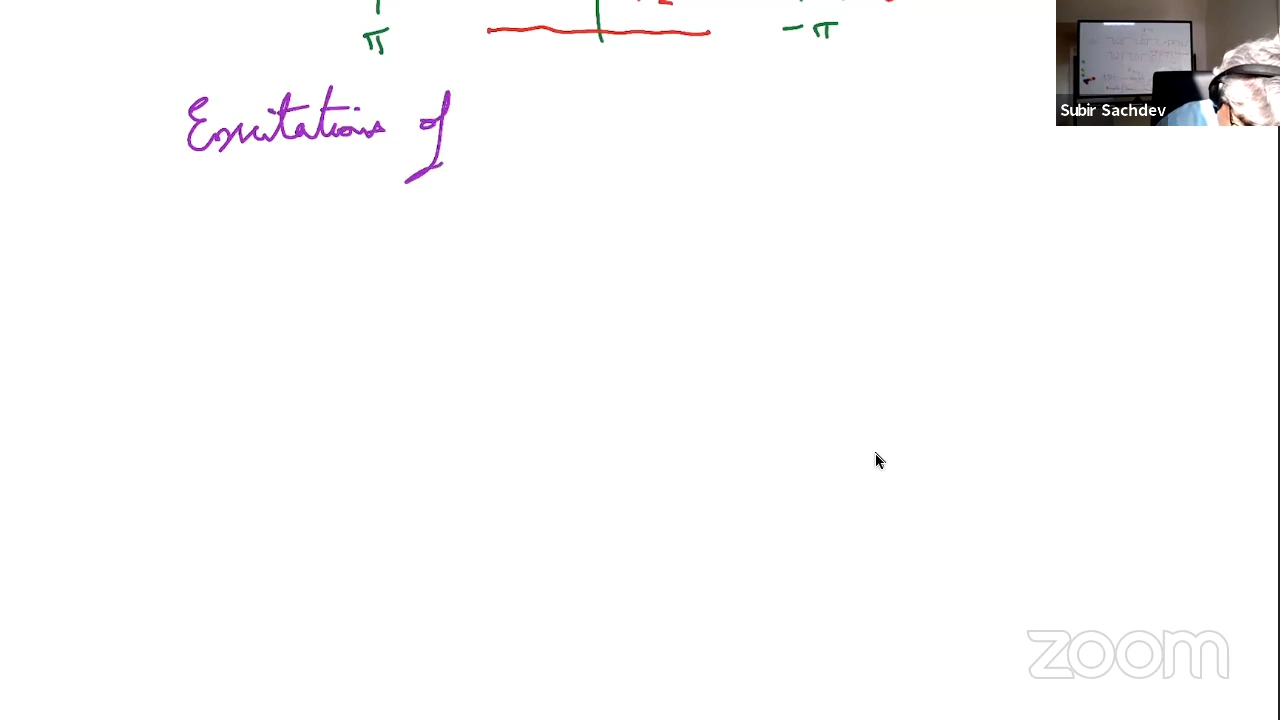 π
- π
Subir Sachdev
Excitations of
zoom